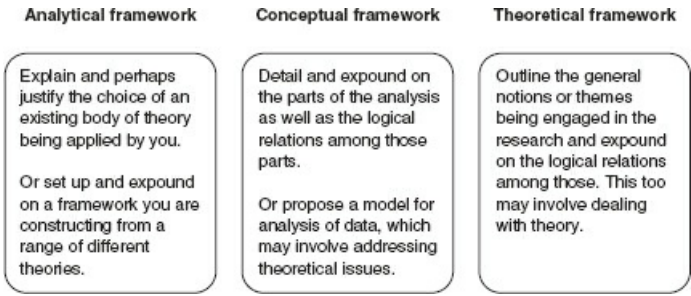 Analytical framework
Conceptual framework
Theoretical framework
Explain and perhaps
justify the choice of an
existing body of theory
being applied by you.
Or set up and expound
on a framework you are
constructing from a
range of different
theories.
Detail and expound on
the parts of the analysis
as well as the logical
relations among those
parts.
Or propose a model for
analysis of data, which
may involve addressing
theoretical issues.
Outline the general
notions or themes
being engaged in the
research and expound
on the logical relations
among those. This too
may involve dealing
with theory.